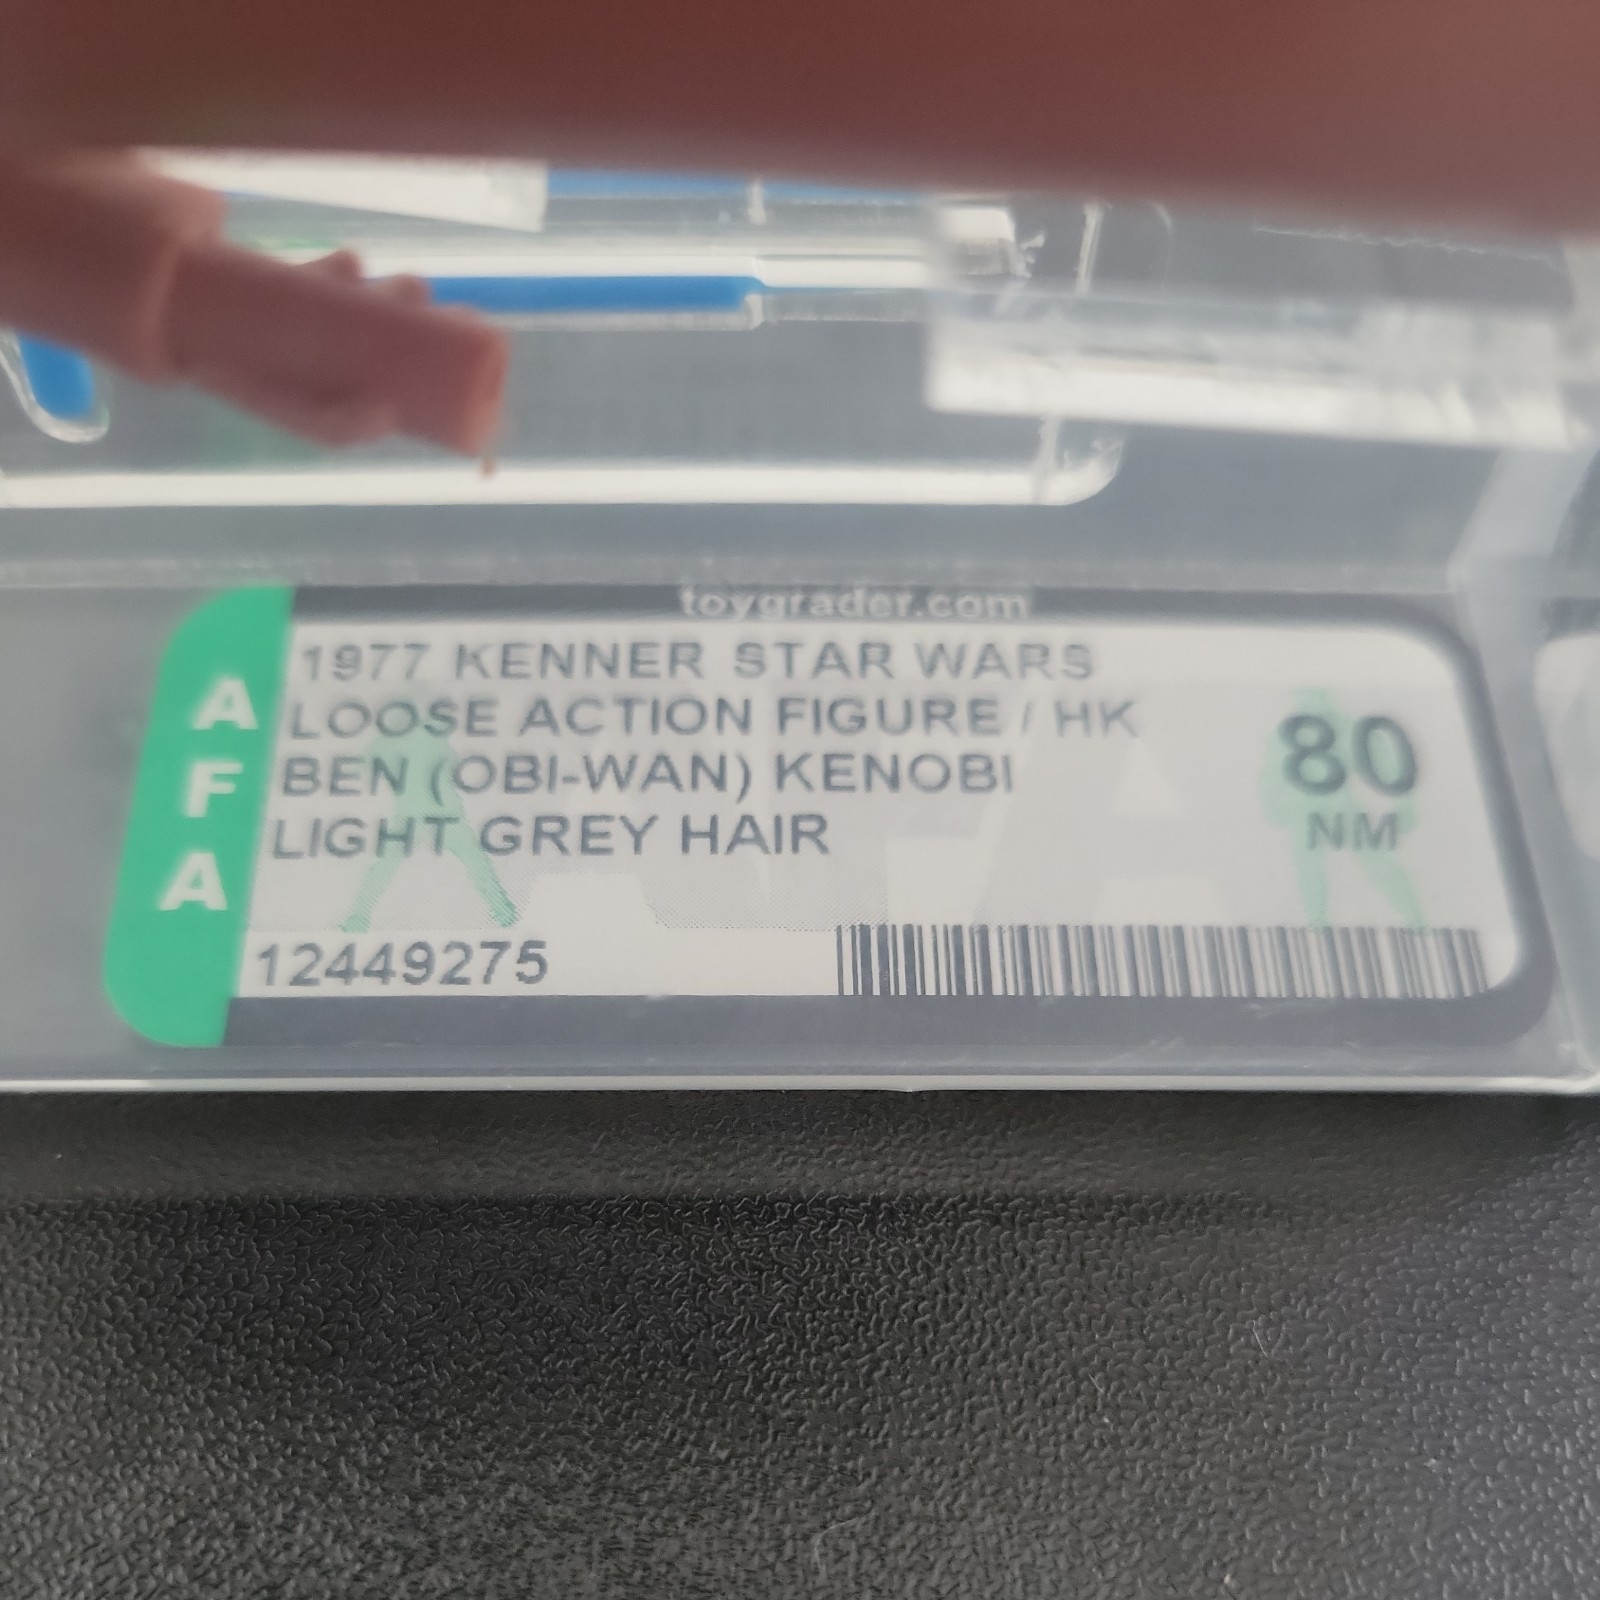 toygrader.com
AFA
1977 KENNER STAR WARS
LOOSE ACTION FIGURE / HK
BEN (OBI-WAN) KENOBI
LIGHT GREY HAIR
80
NM
12449275